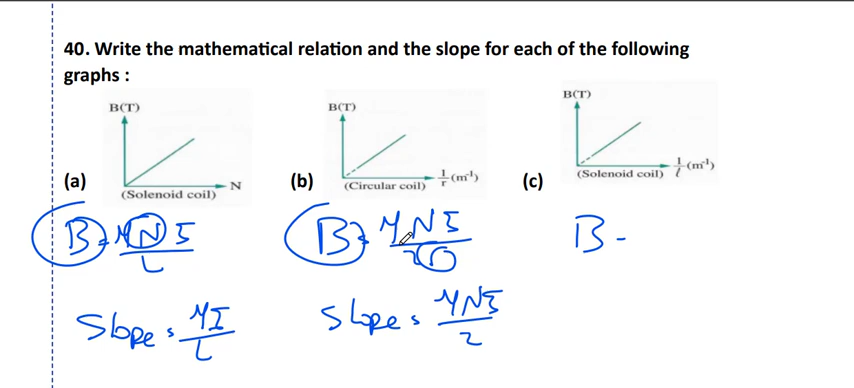 40. Write the mathematical relation and the slope for each of the following
graphs :
(a) B(T) N (Solenoid coil)
(b) B(T) 1/r (m⁻¹) (Circular coil)
(c) B(T) 1/l (m⁻¹) (Solenoid coil)
B = μNI/L
B = μNI/2r
B -
Slope = μI/L
Slope = μNI/2